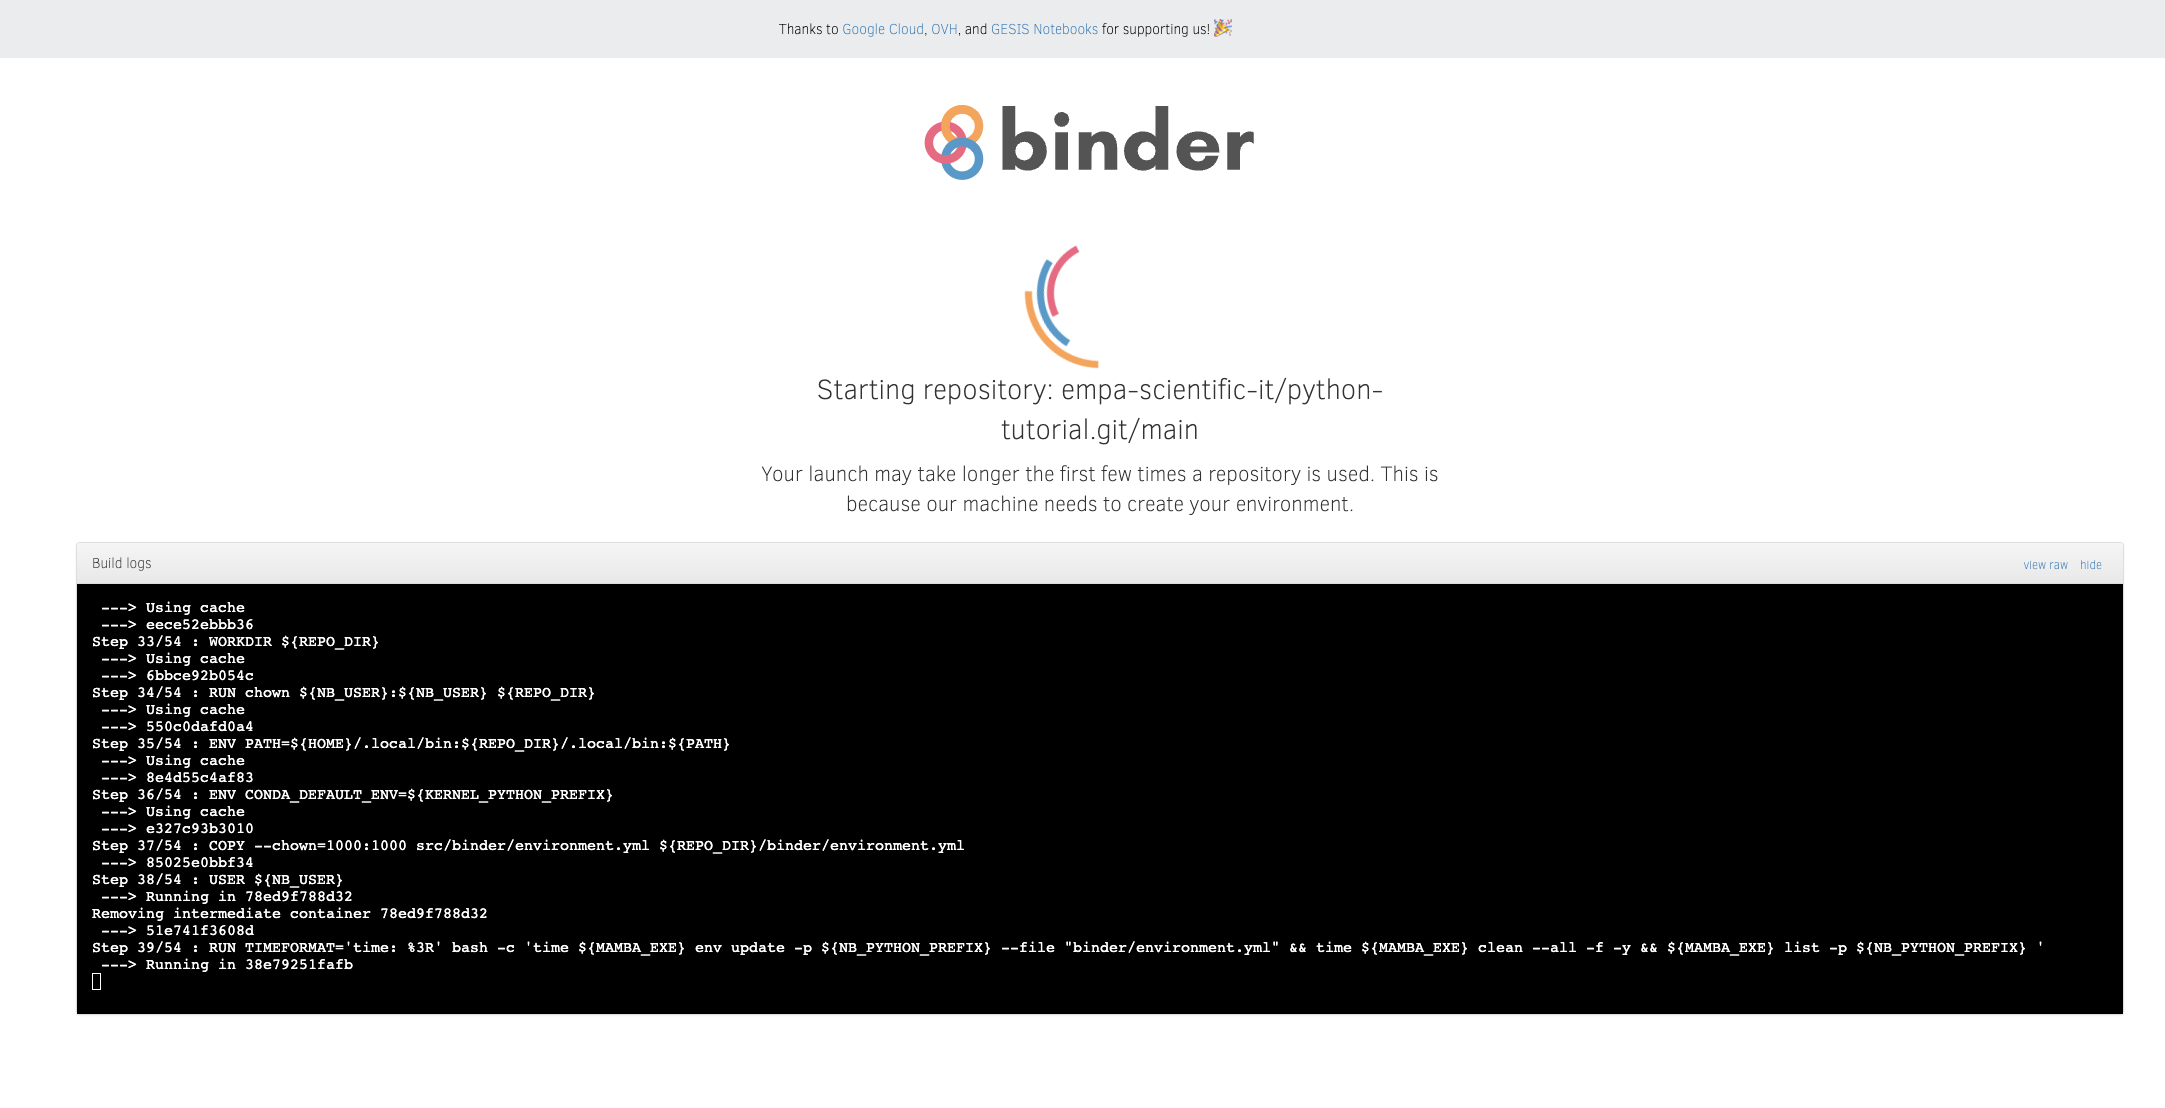 Thanks to Google Cloud, OVH, and GESIS Notebooks for supporting us! 🎉
binder
Starting repository: empa-scientific-it/python-
tutorial.git/main
Your launch may take longer the first few times a repository is used. This is
because our machine needs to create your environment.
Build logs view raw hide
---> Using cache
---> eece52ebbb36
Step 33/54 : WORKDIR ${REPO_DIR}
---> Using cache
---> 6bbce92b054c
Step 34/54 : RUN chown ${NB_USER}:${NB_USER} ${REPO_DIR}
---> Using cache
---> 550c0dafd0a4
Step 35/54 : ENV PATH=${HOME}/.local/bin:${REPO_DIR}/.local/bin:${PATH}
---> Using cache
---> 8e4d55c4af83
Step 36/54 : ENV CONDA_DEFAULT_ENV=${KERNEL_PYTHON_PREFIX}
---> Using cache
---> e327c93b3010
Step 37/54 : COPY --chown=1000:1000 src/binder/environment.yml ${REPO_DIR}/binder/environment.yml
---> 85025e0bbf34
Step 38/54 : USER ${NB_USER}
---> Running in 78ed9f788d32
Removing intermediate container 78ed9f788d32
---> 51e741f3608d
Step 39/54 : RUN TIMEFORMAT='time: %3R' bash -c 'time ${MAMBA_EXE} env update -p ${NB_PYTHON_PREFIX} --file "binder/environment.yml" && time ${MAMBA_EXE} clean --all -f -y && ${MAMBA_EXE} list -p ${NB_PYTHON_PREFIX} '
---> Running in 38e79251fafb